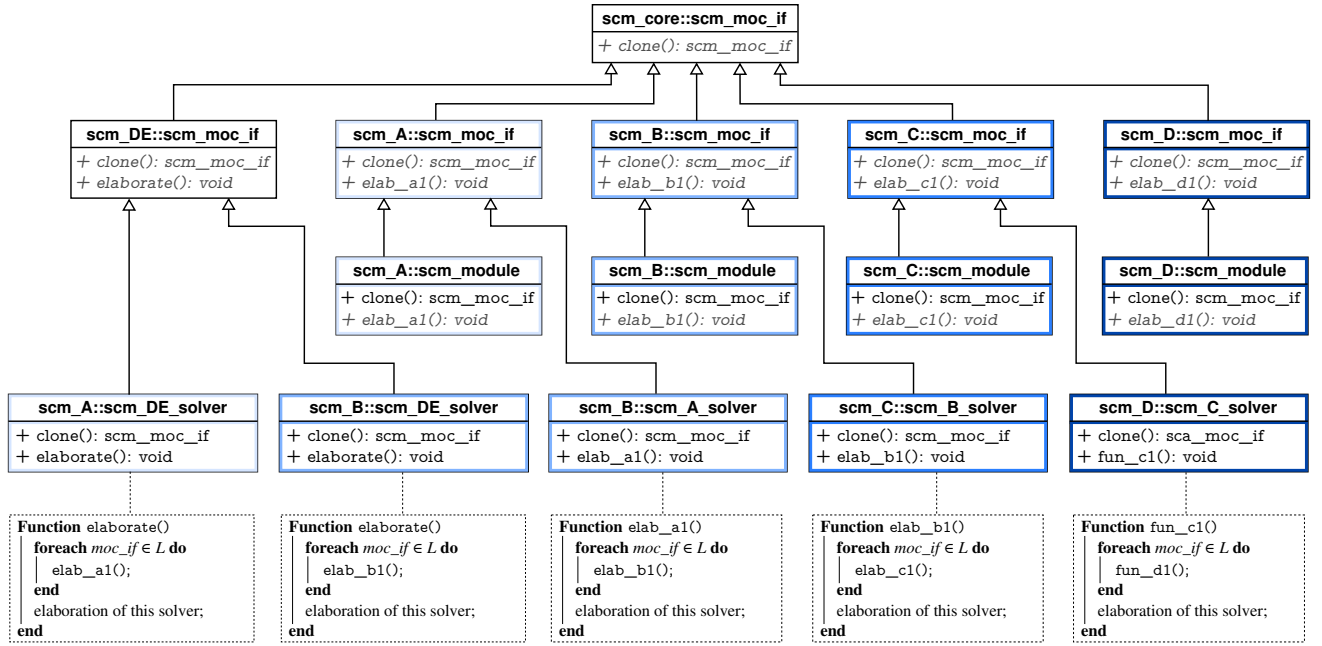 scm_core::scm_moc_if
+ clone(): scm_moc_if
scm_DE::scm_moc_if
+ clone(): scm_moc_if
+ elaborate(): void
scm_A::scm_moc_if
+ clone(): scm_moc_if
+ elab_a1(): void
scm_B::scm_moc_if
+ clone(): scm_moc_if
+ elab_b1(): void
scm_C::scm_moc_if
+ clone(): scm_moc_if
+ elab_c1(): void
scm_D::scm_moc_if
+ clone(): scm_moc_if
+ elab_d1(): void
scm_A::scm_module
+ clone(): scm_moc_if
+ elab_a1(): void
scm_B::scm_module
+ clone(): scm_moc_if
+ elab_b1(): void
scm_C::scm_module
+ clone(): scm_moc_if
+ elab_c1(): void
scm_D::scm_module
+ clone(): scm_moc_if
+ elab_d1(): void
scm_A::scm_DE_solver
+ clone(): scm_moc_if
+ elaborate(): void
scm_B::scm_DE_solver
+ clone(): scm_moc_if
+ elaborate(): void
scm_B::scm_A_solver
+ clone(): scm_moc_if
+ elab_a1(): void
scm_C::scm_B_solver
+ clone(): scm_moc_if
+ elab_b1(): void
scm_D::scm_C_solver
+ clone(): sca_moc_if
+ fun_c1(): void
Function elaborate()
foreach moc_if ∈ L do
elab_a1();
end
elaboration of this solver;
end
Function elaborate()
foreach moc_if ∈ L do
elab_b1();
end
elaboration of this solver;
end
Function elab_a1()
foreach moc_if ∈ L do
elab_b1();
end
elaboration of this solver;
end
Function elab_b1()
foreach moc_if ∈ L do
elab_c1();
end
elaboration of this solver;
end
Function fun_c1()
foreach moc_if ∈ L do
fun_d1();
end
elaboration of this solver;
end